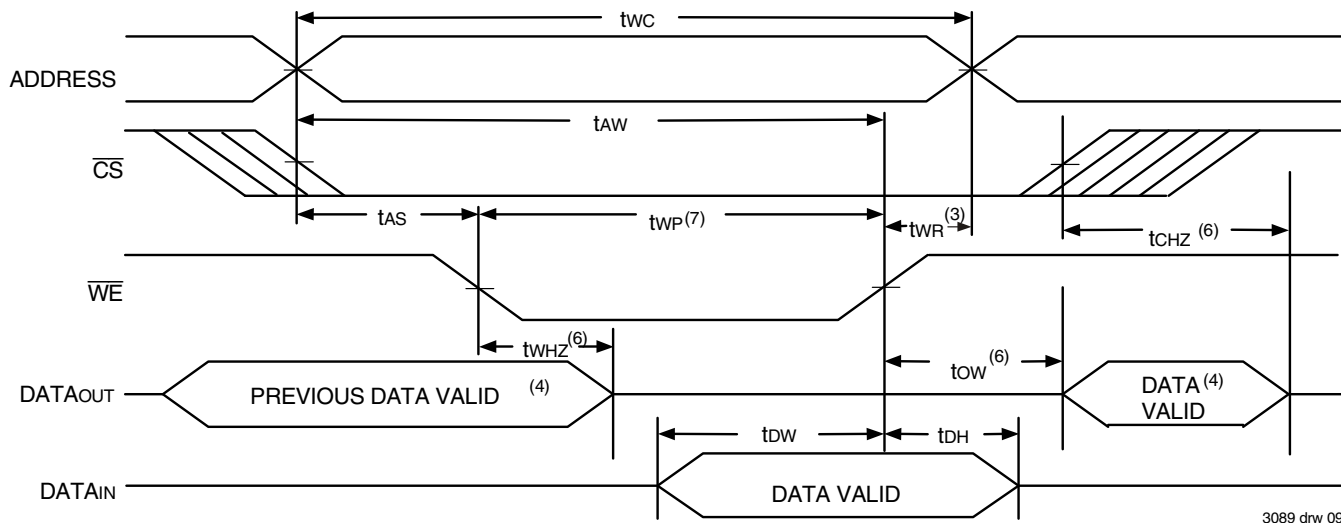 tWC
ADDRESS
tAW
CS
tAS
tWP(7)
tWR(3)
tCHZ (6)
WE
tWHZ(6)
tOW (6)
DATAOUT
PREVIOUS DATA VALID (4)
DATA(4)
VALID
tDW
tDH
DATAIN
DATA VALID
3089 drw 09